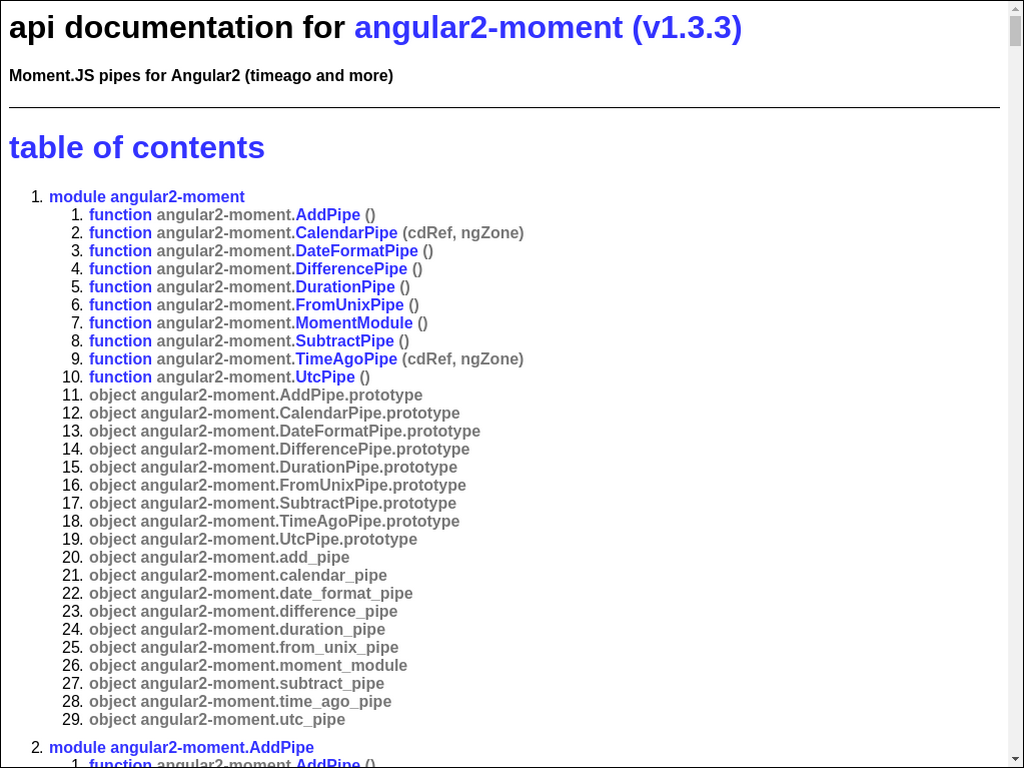 api documentation for angular2-moment (v1.3.3)
Moment.JS pipes for Angular2 (timeago and more)
table of contents
1. module angular2-moment
1. function angular2-moment.AddPipe ()
2. function angular2-moment.CalendarPipe (cdRef, ngZone)
3. function angular2-moment.DateFormatPipe ()
4. function angular2-moment.DifferencePipe ()
5. function angular2-moment.DurationPipe ()
6. function angular2-moment.FromUnixPipe ()
7. function angular2-moment.MomentModule ()
8. function angular2-moment.SubtractPipe ()
9. function angular2-moment.TimeAgoPipe (cdRef, ngZone)
10. function angular2-moment.UtcPipe ()
11. object angular2-moment.AddPipe.prototype
12. object angular2-moment.CalendarPipe.prototype
13. object angular2-moment.DateFormatPipe.prototype
14. object angular2-moment.DifferencePipe.prototype
15. object angular2-moment.DurationPipe.prototype
16. object angular2-moment.FromUnixPipe.prototype
17. object angular2-moment.SubtractPipe.prototype
18. object angular2-moment.TimeAgoPipe.prototype
19. object angular2-moment.UtcPipe.prototype
20. object angular2-moment.add_pipe
21. object angular2-moment.calendar_pipe
22. object angular2-moment.date_format_pipe
23. object angular2-moment.difference_pipe
24. object angular2-moment.duration_pipe
25. object angular2-moment.from_unix_pipe
26. object angular2-moment.moment_module
27. object angular2-moment.subtract_pipe
28. object angular2-moment.time_ago_pipe
29. object angular2-moment.utc_pipe
2. module angular2-moment.AddPipe
1. function angular2-moment.AddPipe ()